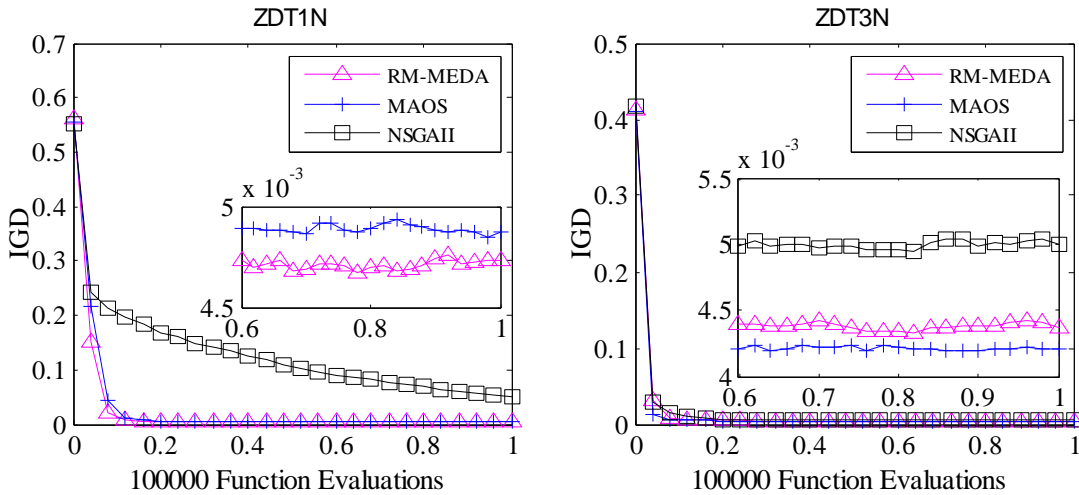 ZDT1N
0.7
0.6
0.5
0.4
0.3
0.2
0.1
0
IGD
RM-MEDA
MAOS
NSGAII
x 10⁻³
5
4.5
0.6 0.8 1
0 0.2 0.4 0.6 0.8 1
100000 Function Evaluations
ZDT3N
0.5
0.4
0.3
0.2
0.1
0
IGD
RM-MEDA
MAOS
NSGAII
x 10⁻³
5.5
5
4.5
4
0.6 0.7 0.8 0.9 1
0 0.2 0.4 0.6 0.8 1
100000 Function Evaluations